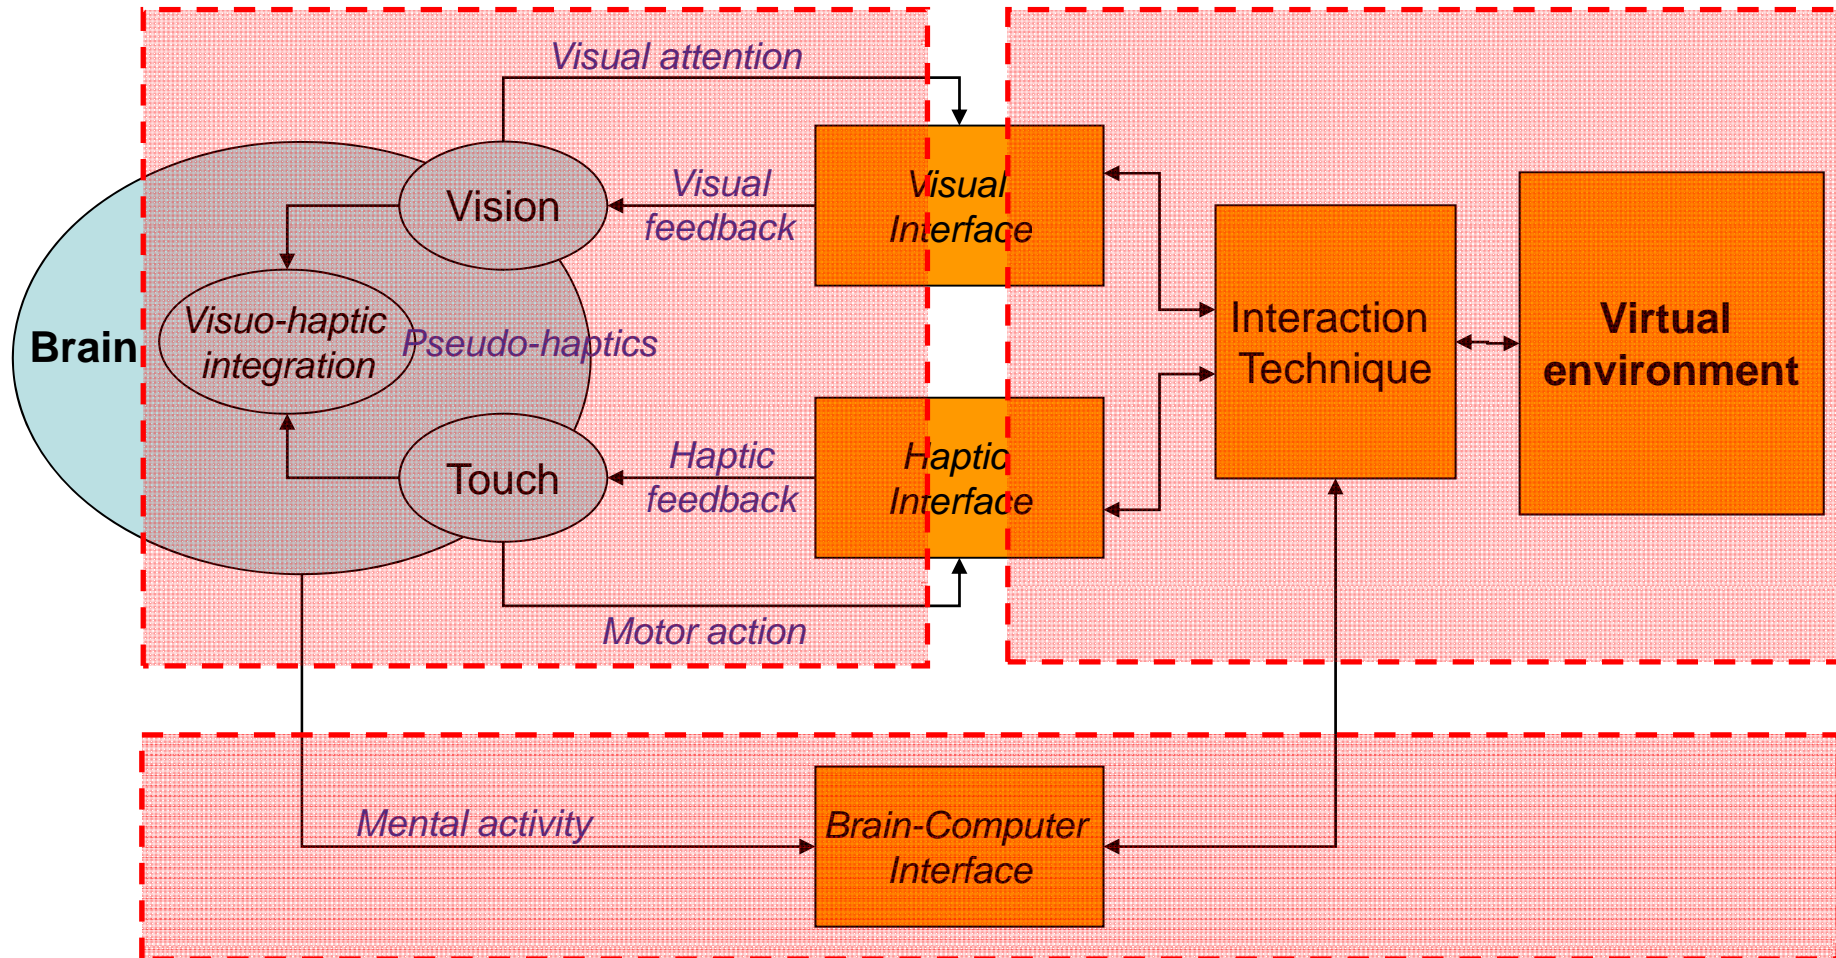 Visual attention
Vision
Visual
feedback
Visual
Interface
Brain
Visuo-haptic
integration
Pseudo-haptics
Interaction
Technique
Virtual
environment
Touch
Haptic
feedback
Haptic
Interface
Motor action
Mental activity
Brain-Computer
Interface